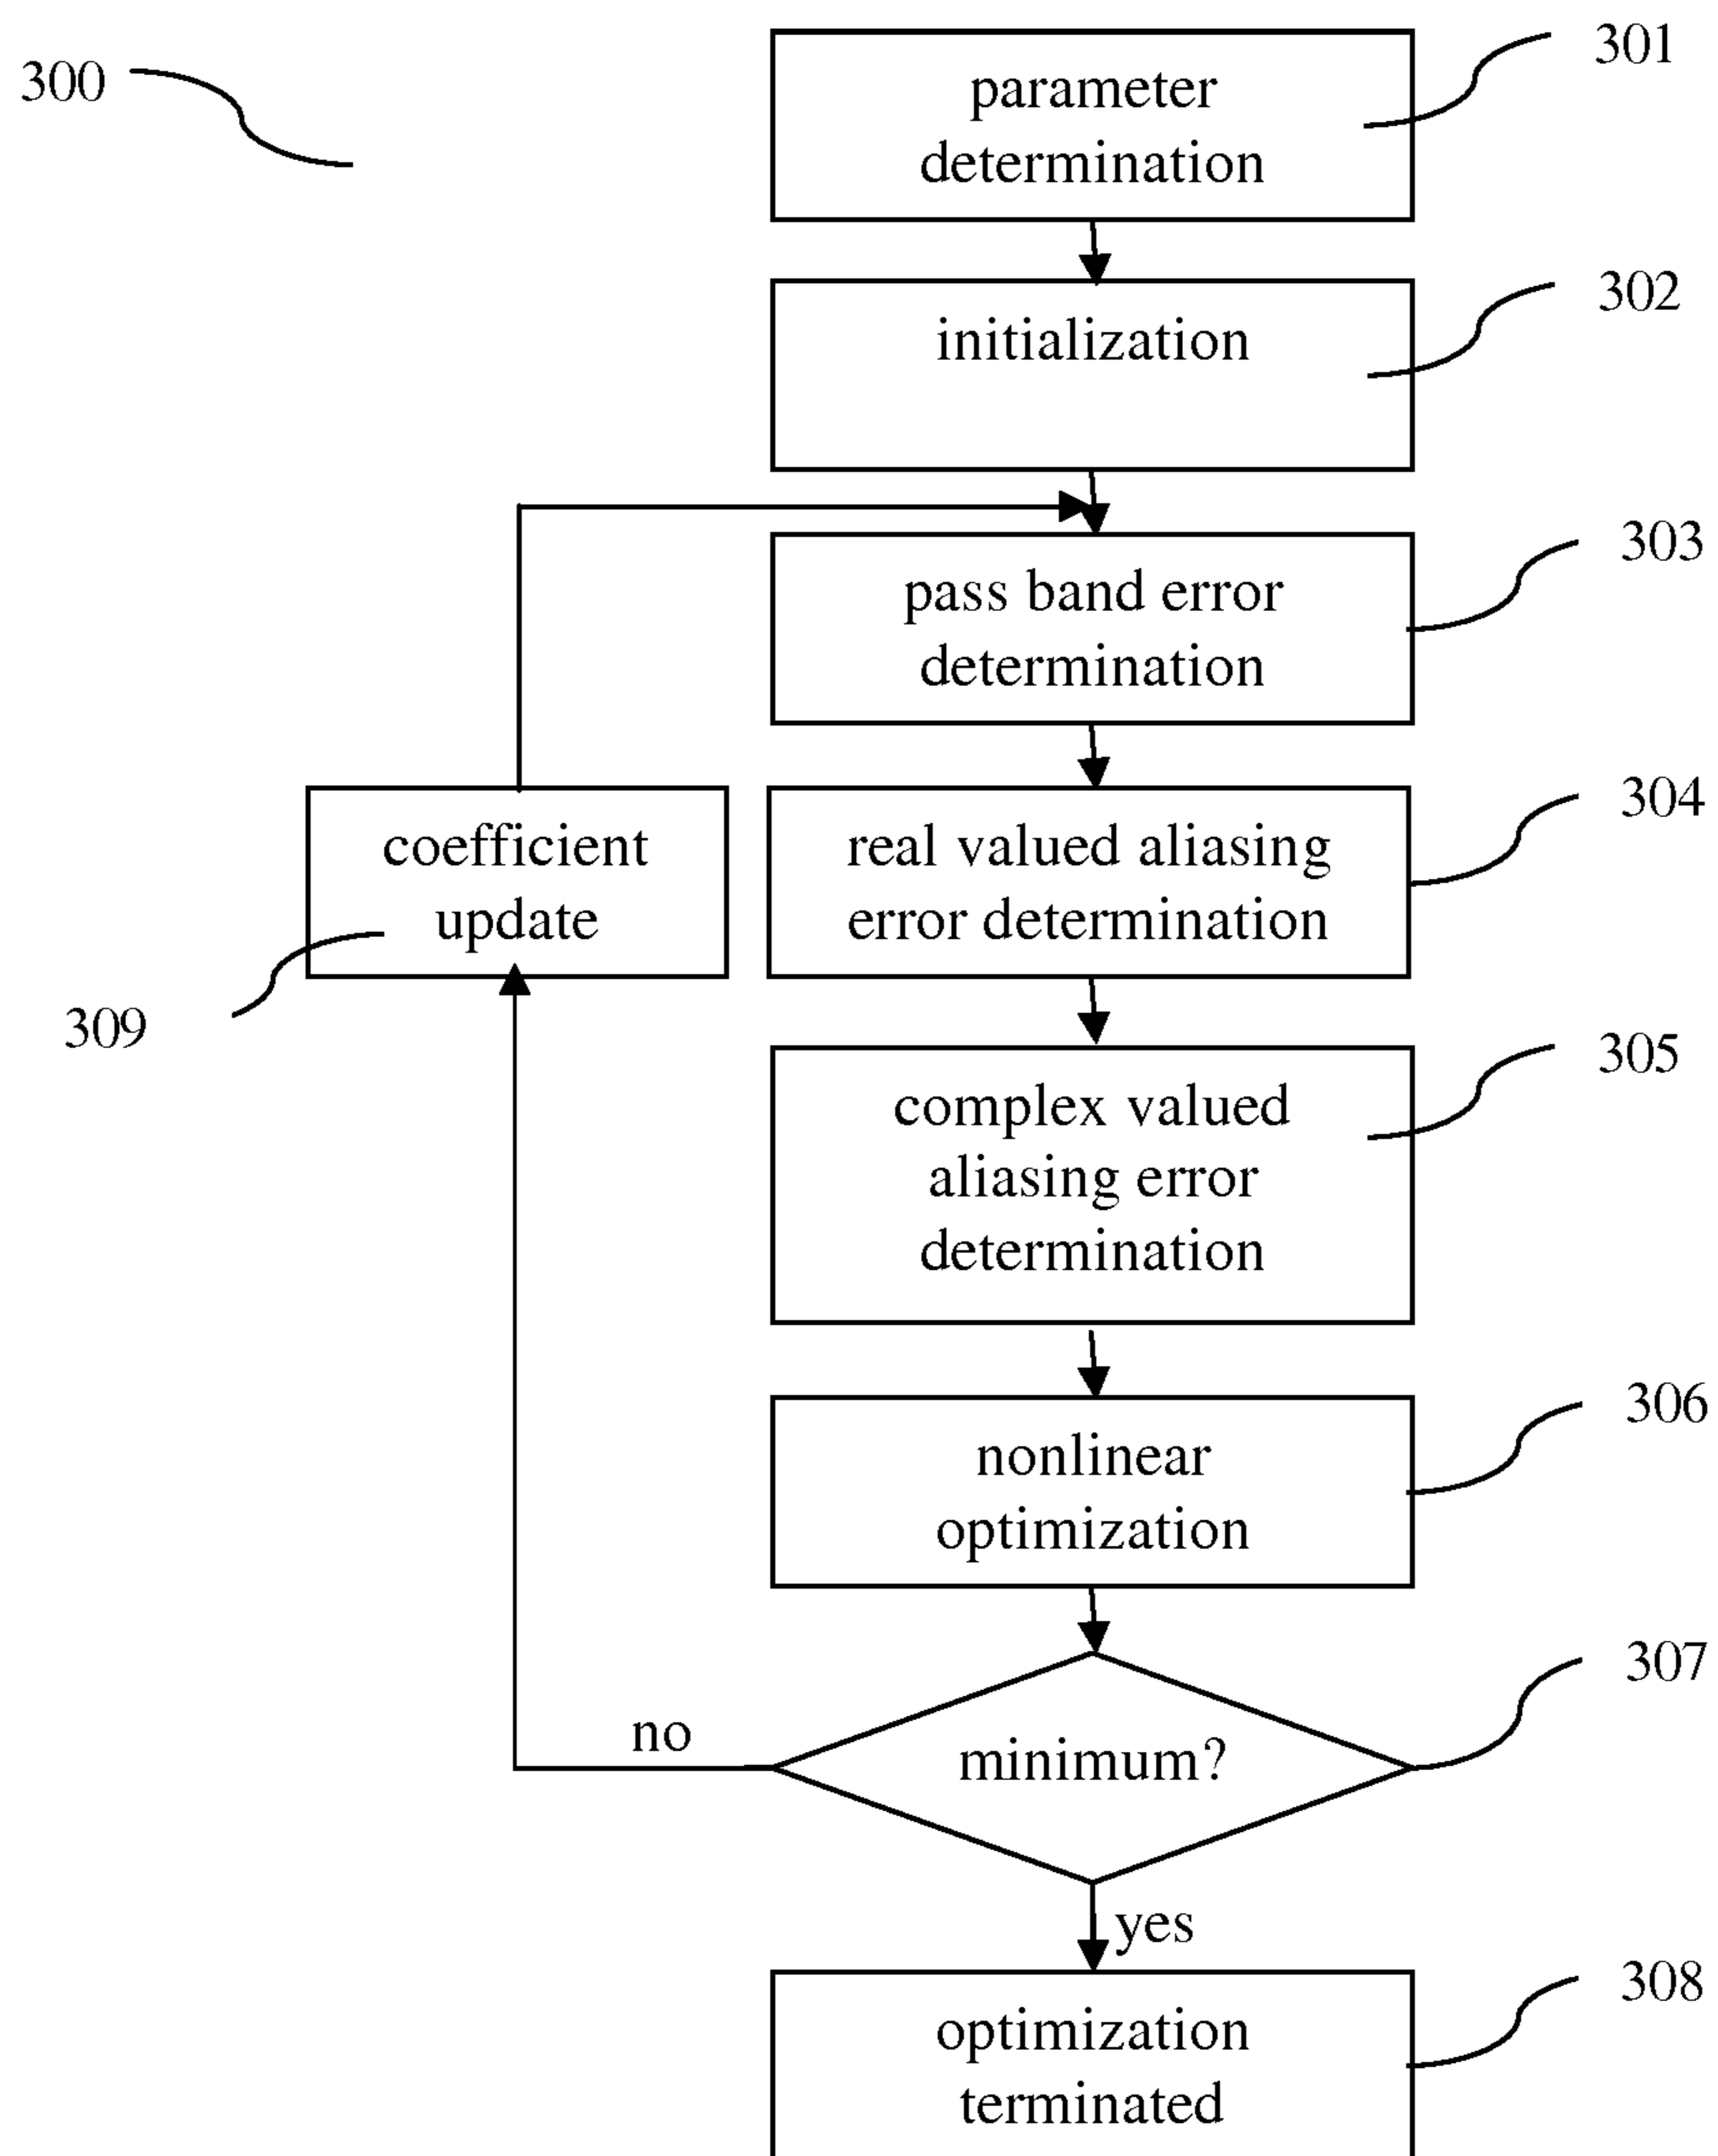 301
300
parameter
determination
302
initialization
303
pass band error
determination
304
coefficient
update
real valued aliasing
error determination
309
305
complex valued
aliasing error
determination
306
nonlinear
optimization
307
no
minimum?
yes
308
optimization
terminated